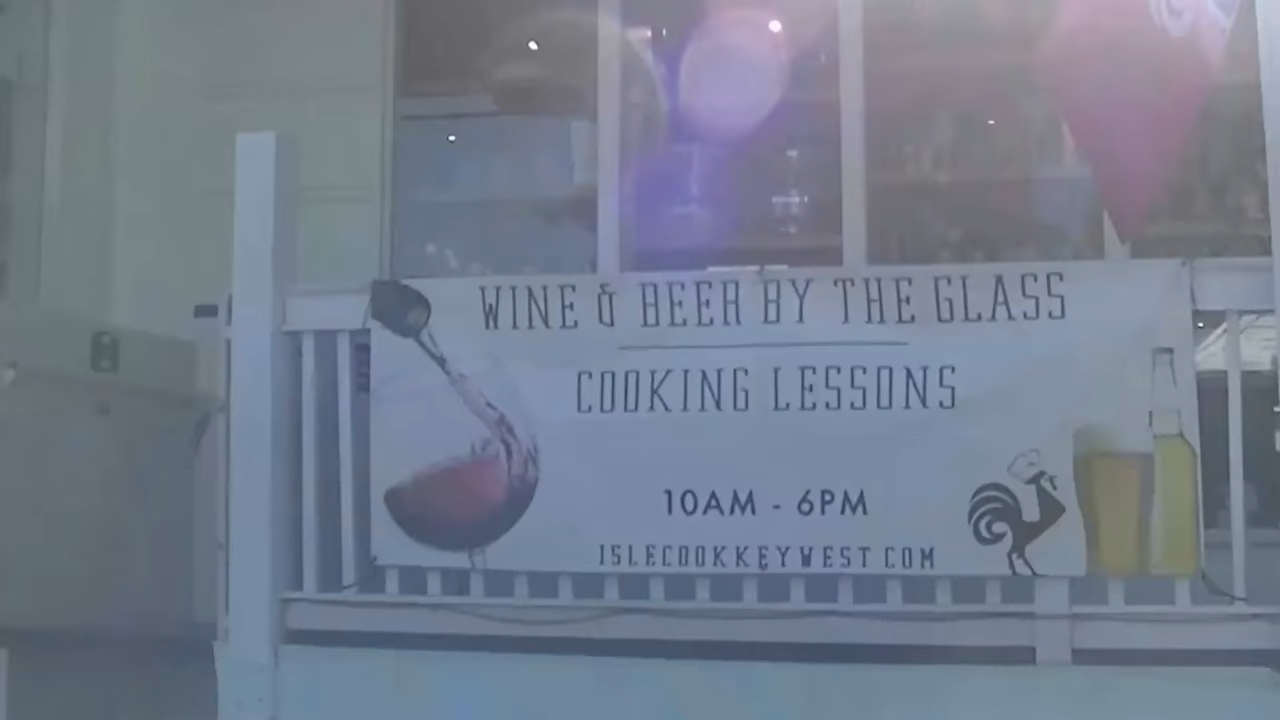 WINE & BEER BY THE GLASS
COOKING LESSONS
10AM - 6PM
ISLECOOKKEYWEST.COM